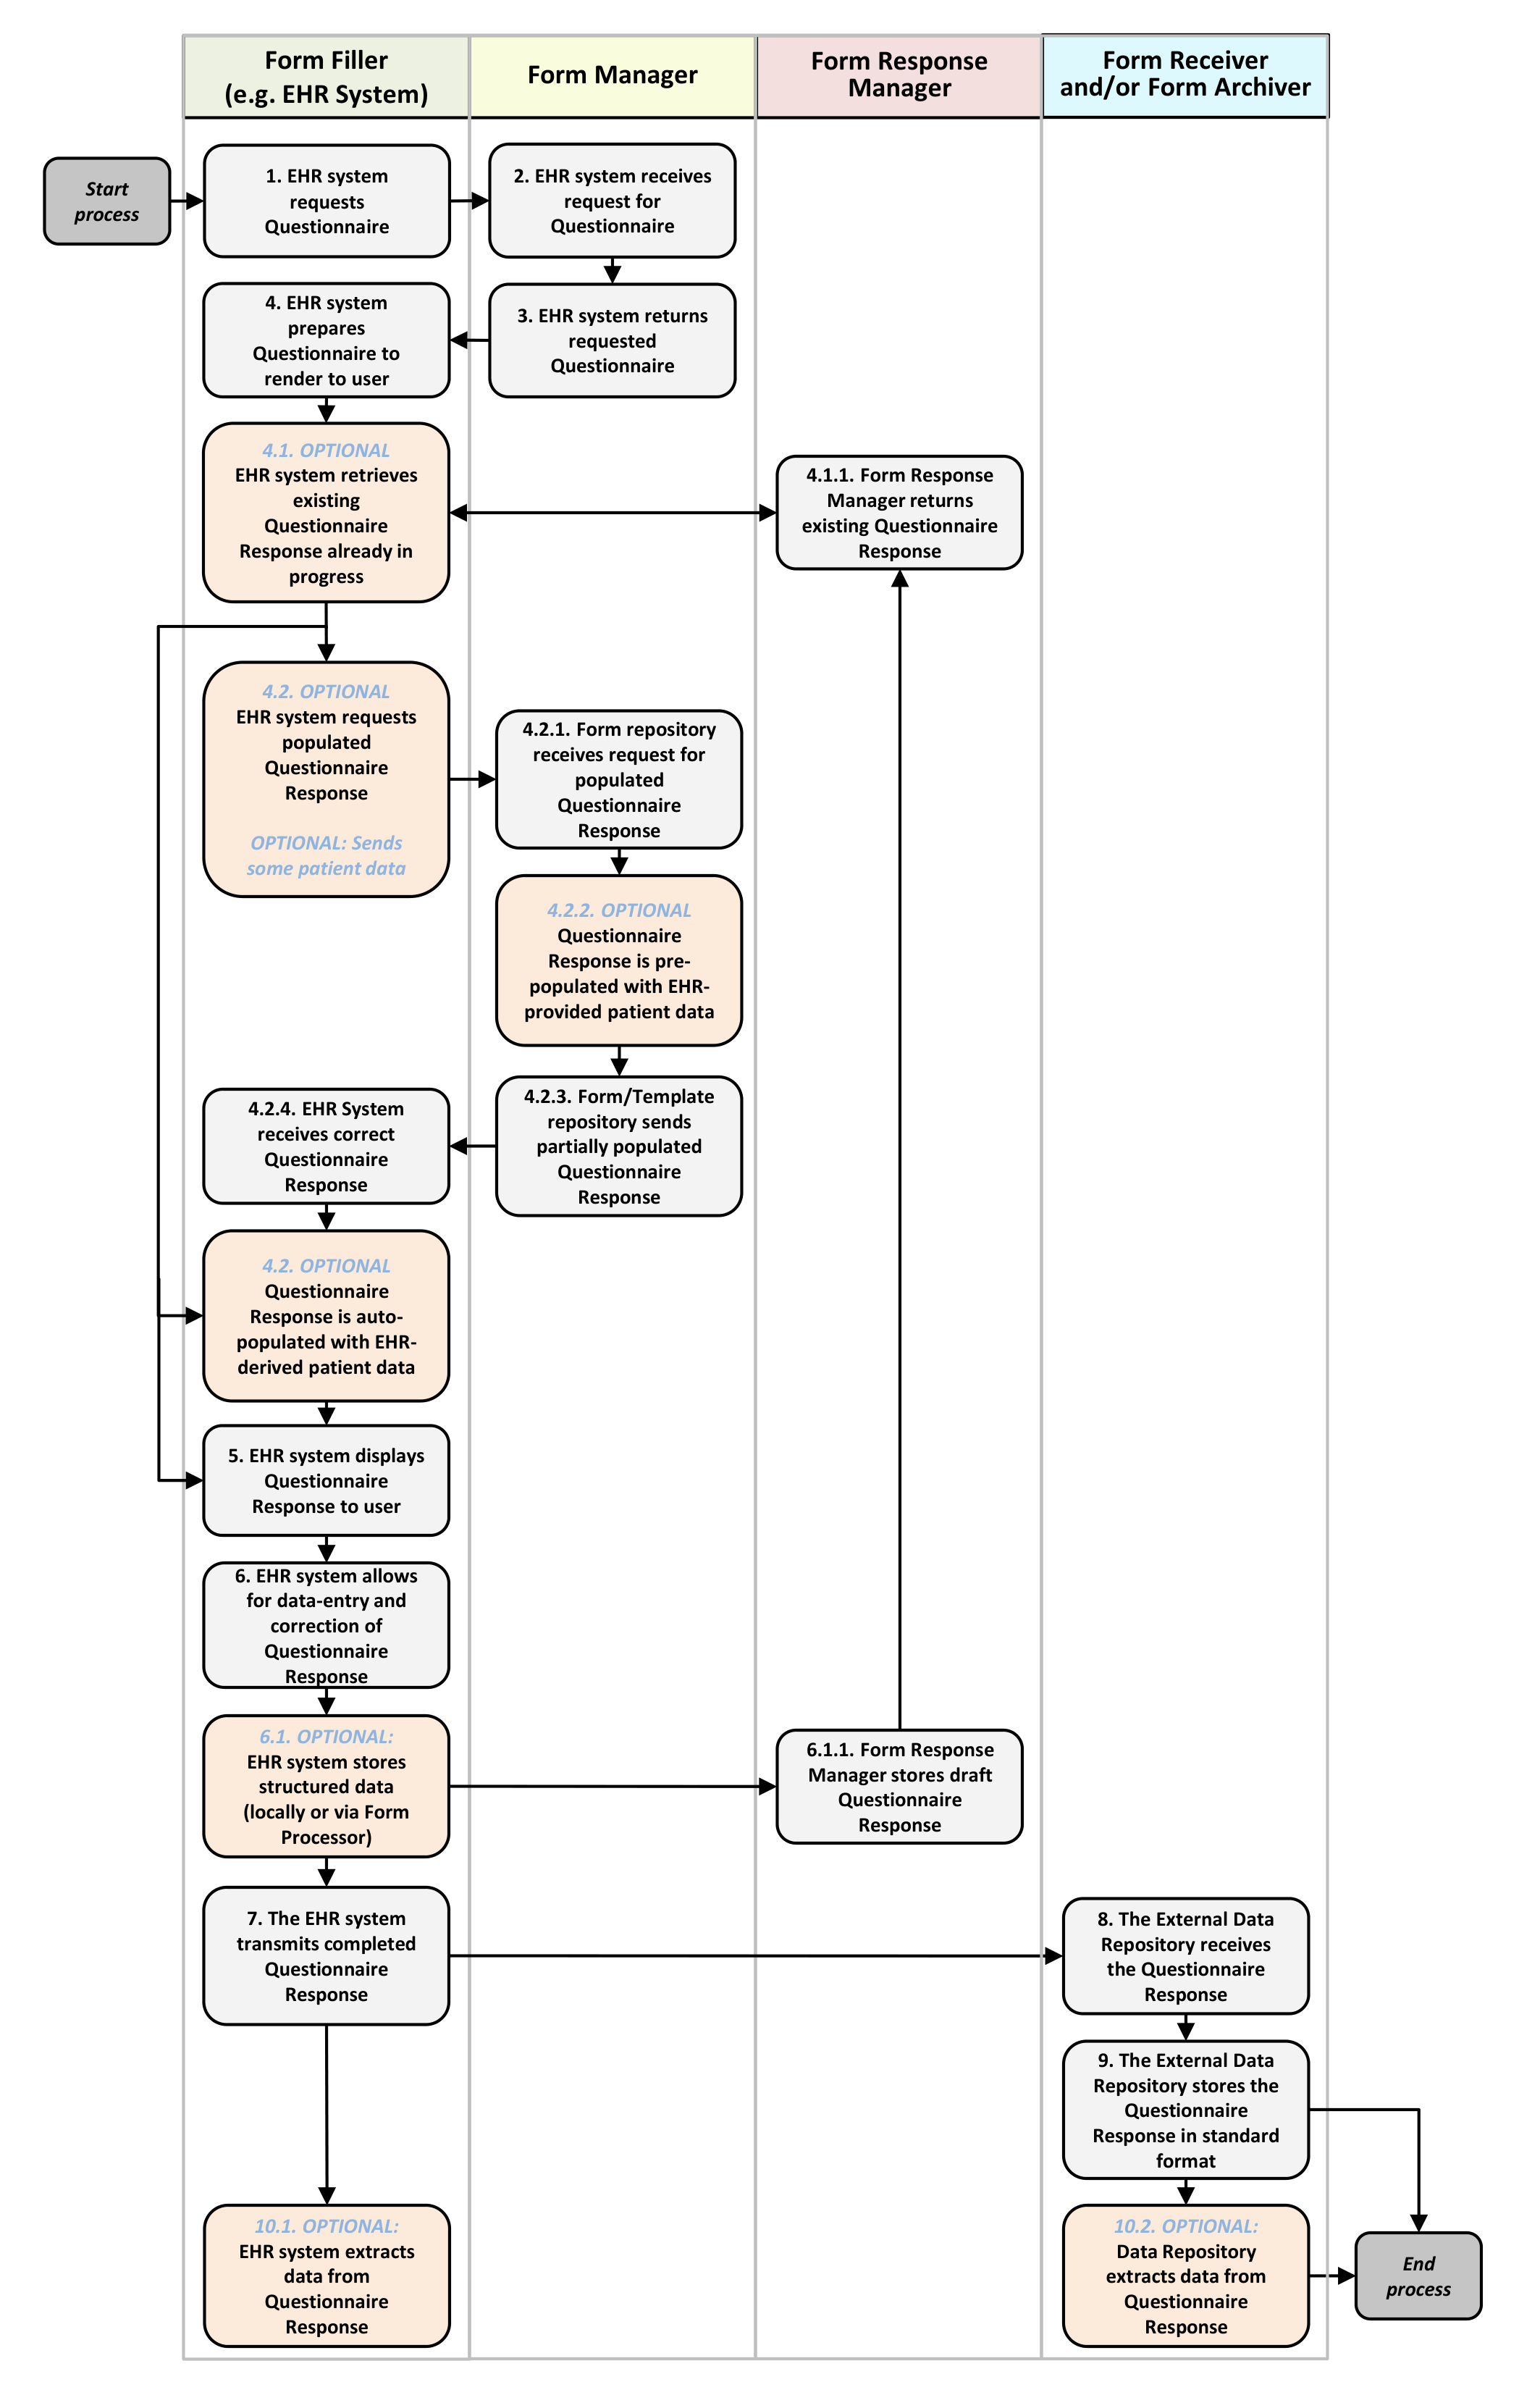 Form Filler
(e.g. EHR System)
Form Manager
Form Response
Manager
Form Receiver
and/or Form Archiver
Start
process
1. EHR system
requests
Questionnaire
2. EHR system receives
request for
Questionnaire
4. EHR system
prepares
Questionnaire to
render to user
3. EHR system returns
requested
Questionnaire
4.1. OPTIONAL
EHR system retrieves
existing
Questionnaire
Response already in
progress
4.1.1. Form Response
Manager returns
existing Questionnaire
Response
4.2. OPTIONAL
EHR system requests
populated
Questionnaire
Response
OPTIONAL: Sends
some patient data
4.2.1. Form repository
receives request for
populated
Questionnaire
Response
4.2.2. OPTIONAL
Questionnaire
Response is pre-
populated with EHR-
provided patient data
4.2.3. Form/Template
repository sends
partially populated
Questionnaire
Response
4.2.4. EHR System
receives correct
Questionnaire
Response
4.2. OPTIONAL
Questionnaire
Response is auto-
populated with EHR-
derived patient data
5. EHR system displays
Questionnaire
Response to user
6. EHR system allows
for data-entry and
correction of
Questionnaire
Response
6.1. OPTIONAL:
EHR system stores
structured data
(locally or via Form
Processor)
6.1.1. Form Response
Manager stores draft
Questionnaire
Response
7. The EHR system
transmits completed
Questionnaire
Response
8. The External Data
Repository receives
the Questionnaire
Response
9. The External Data
Repository stores the
Questionnaire
Response in standard
format
10.1. OPTIONAL:
EHR system extracts
data from
Questionnaire
Response
10.2. OPTIONAL:
Data Repository
extracts data from
Questionnaire
Response
End
process